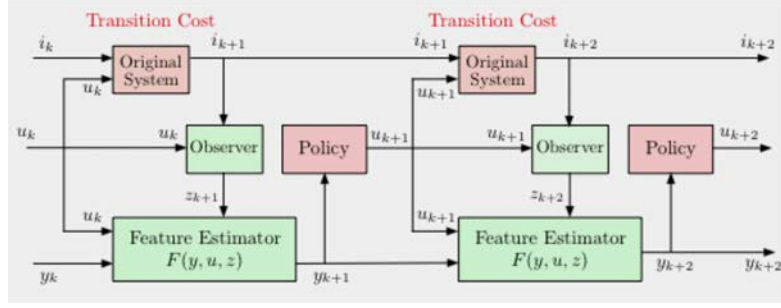 Transition Cost
Transition Cost
i_k
i_{k+1}
i_{k+1}
i_{k+2}
i_{k+2}
Original
System
Original
System
u_k
u_{k+1}
u_k
u_k
Observer
Policy
u_{k+1}
u_{k+1}
Observer
Policy
u_{k+2}
z_{k+1}
z_{k+2}
u_k
u_{k+1}
Feature Estimator
F(y, u, z)
Feature Estimator
F(y, u, z)
y_k
y_{k+1}
y_{k+2}
y_{k+2}